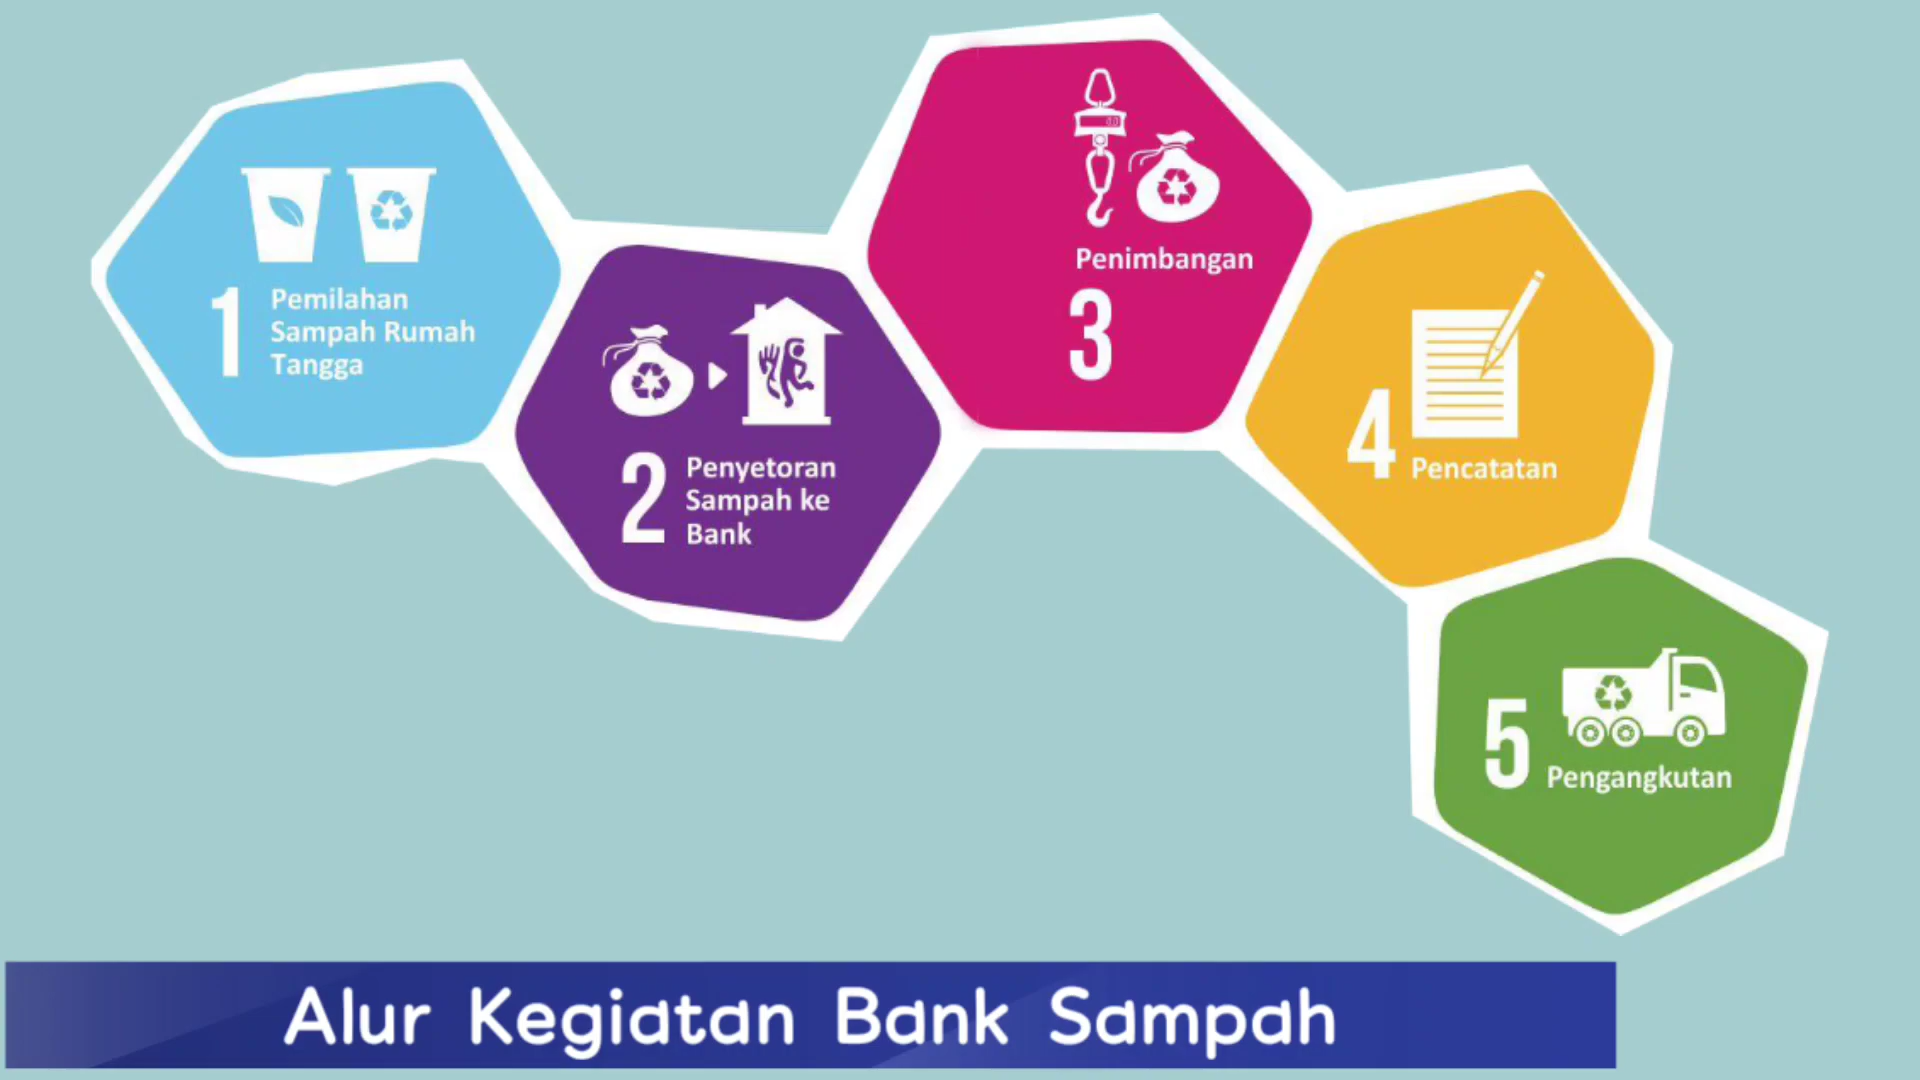 1
Pemilahan
Sampah Rumah
Tangga
2
Penyetoran
Sampah ke
Bank
Penimbangan
3
4
Pencatatan
5
Pengangkutan
Alur Kegiatan Bank Sampah